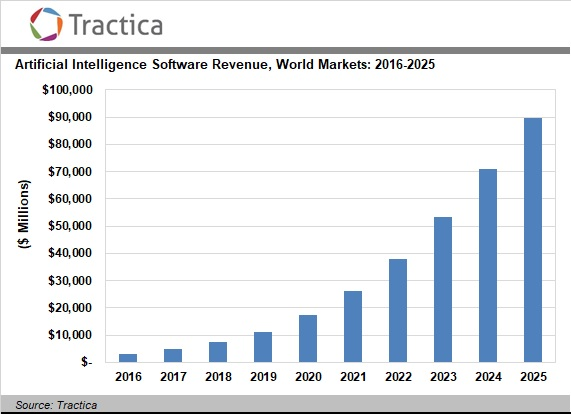 Tractica
Artificial Intelligence Software Revenue, World Markets: 2016-2025
($ Millions)
$100,000
$90,000
$80,000
$70,000
$60,000
$50,000
$40,000
$30,000
$20,000
$10,000
$-
2016 2017 2018 2019 2020 2021 2022 2023 2024 2025
Source: Tractica